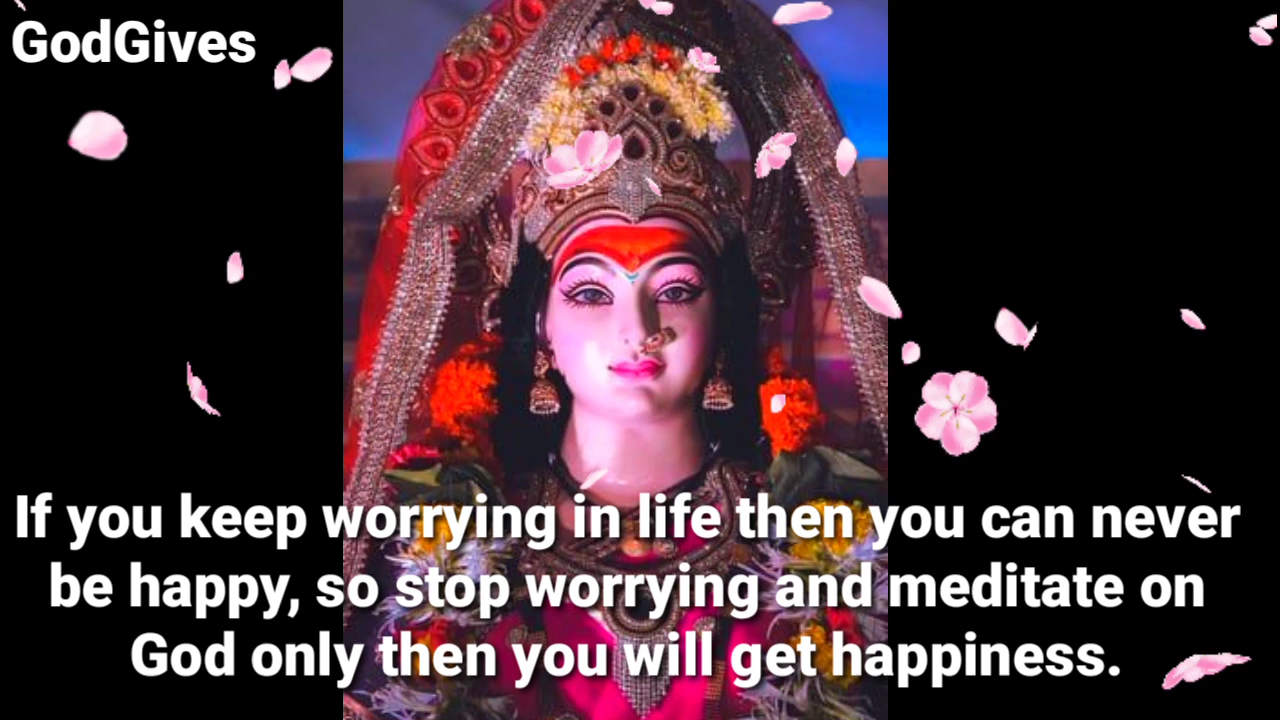 GodGives
If you keep worrying in life then you can never
be happy, so stop worrying and meditate on
God only then you will get happiness.